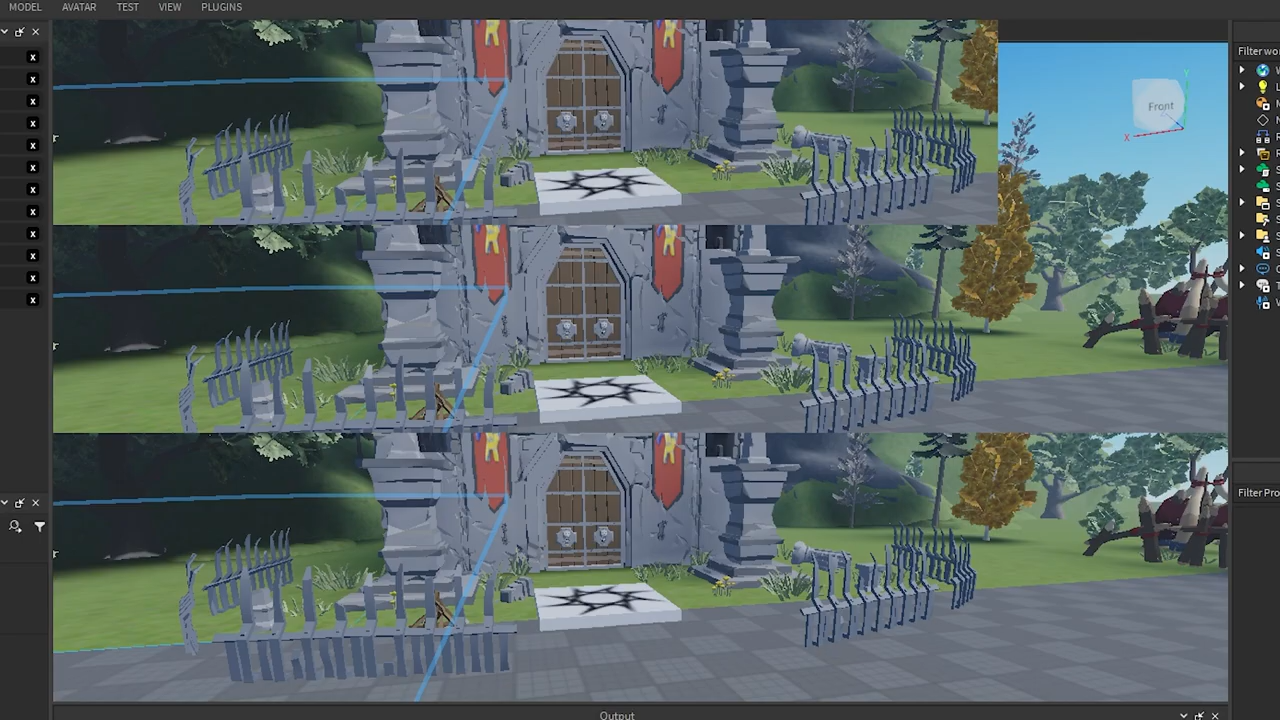 MODEL AVATAR TEST VIEW PLUGINS
x
x
x
x
x
x
x
x
x
x
x
x
Filter wo
Front
Y
X
Filter Pro
Output